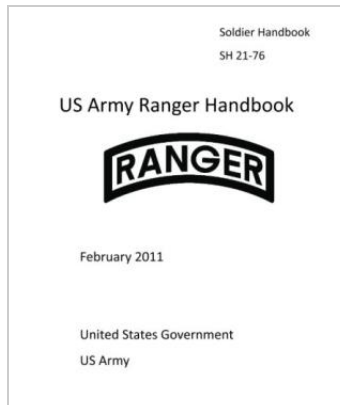 Soldier Handbook
SH 21-76
US Army Ranger Handbook
RANGER
February 2011
United States Government
US Army